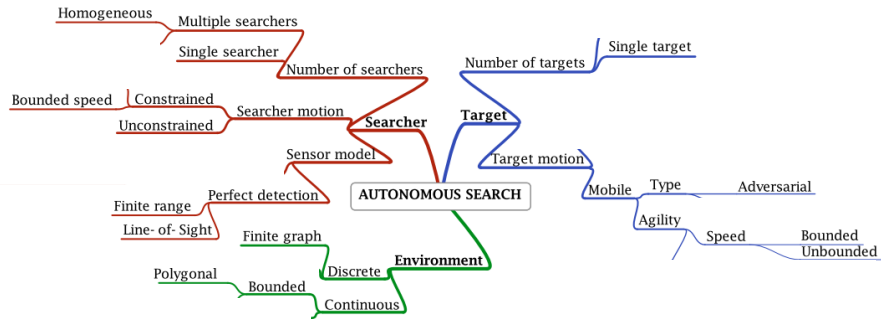 Homogeneous
Multiple searchers
Single searcher
Number of searchers
Bounded speed
Constrained
Unconstrained
Searcher motion
Searcher
Sensor model
Perfect detection
Finite range
Line- of- Sight
AUTONOMOUS SEARCH
Number of targets
Single target
Target
Target motion
Mobile
Type
Adversarial
Agility
Speed
Bounded
Unbounded
Environment
Finite graph
Discrete
Polygonal
Bounded
Continuous